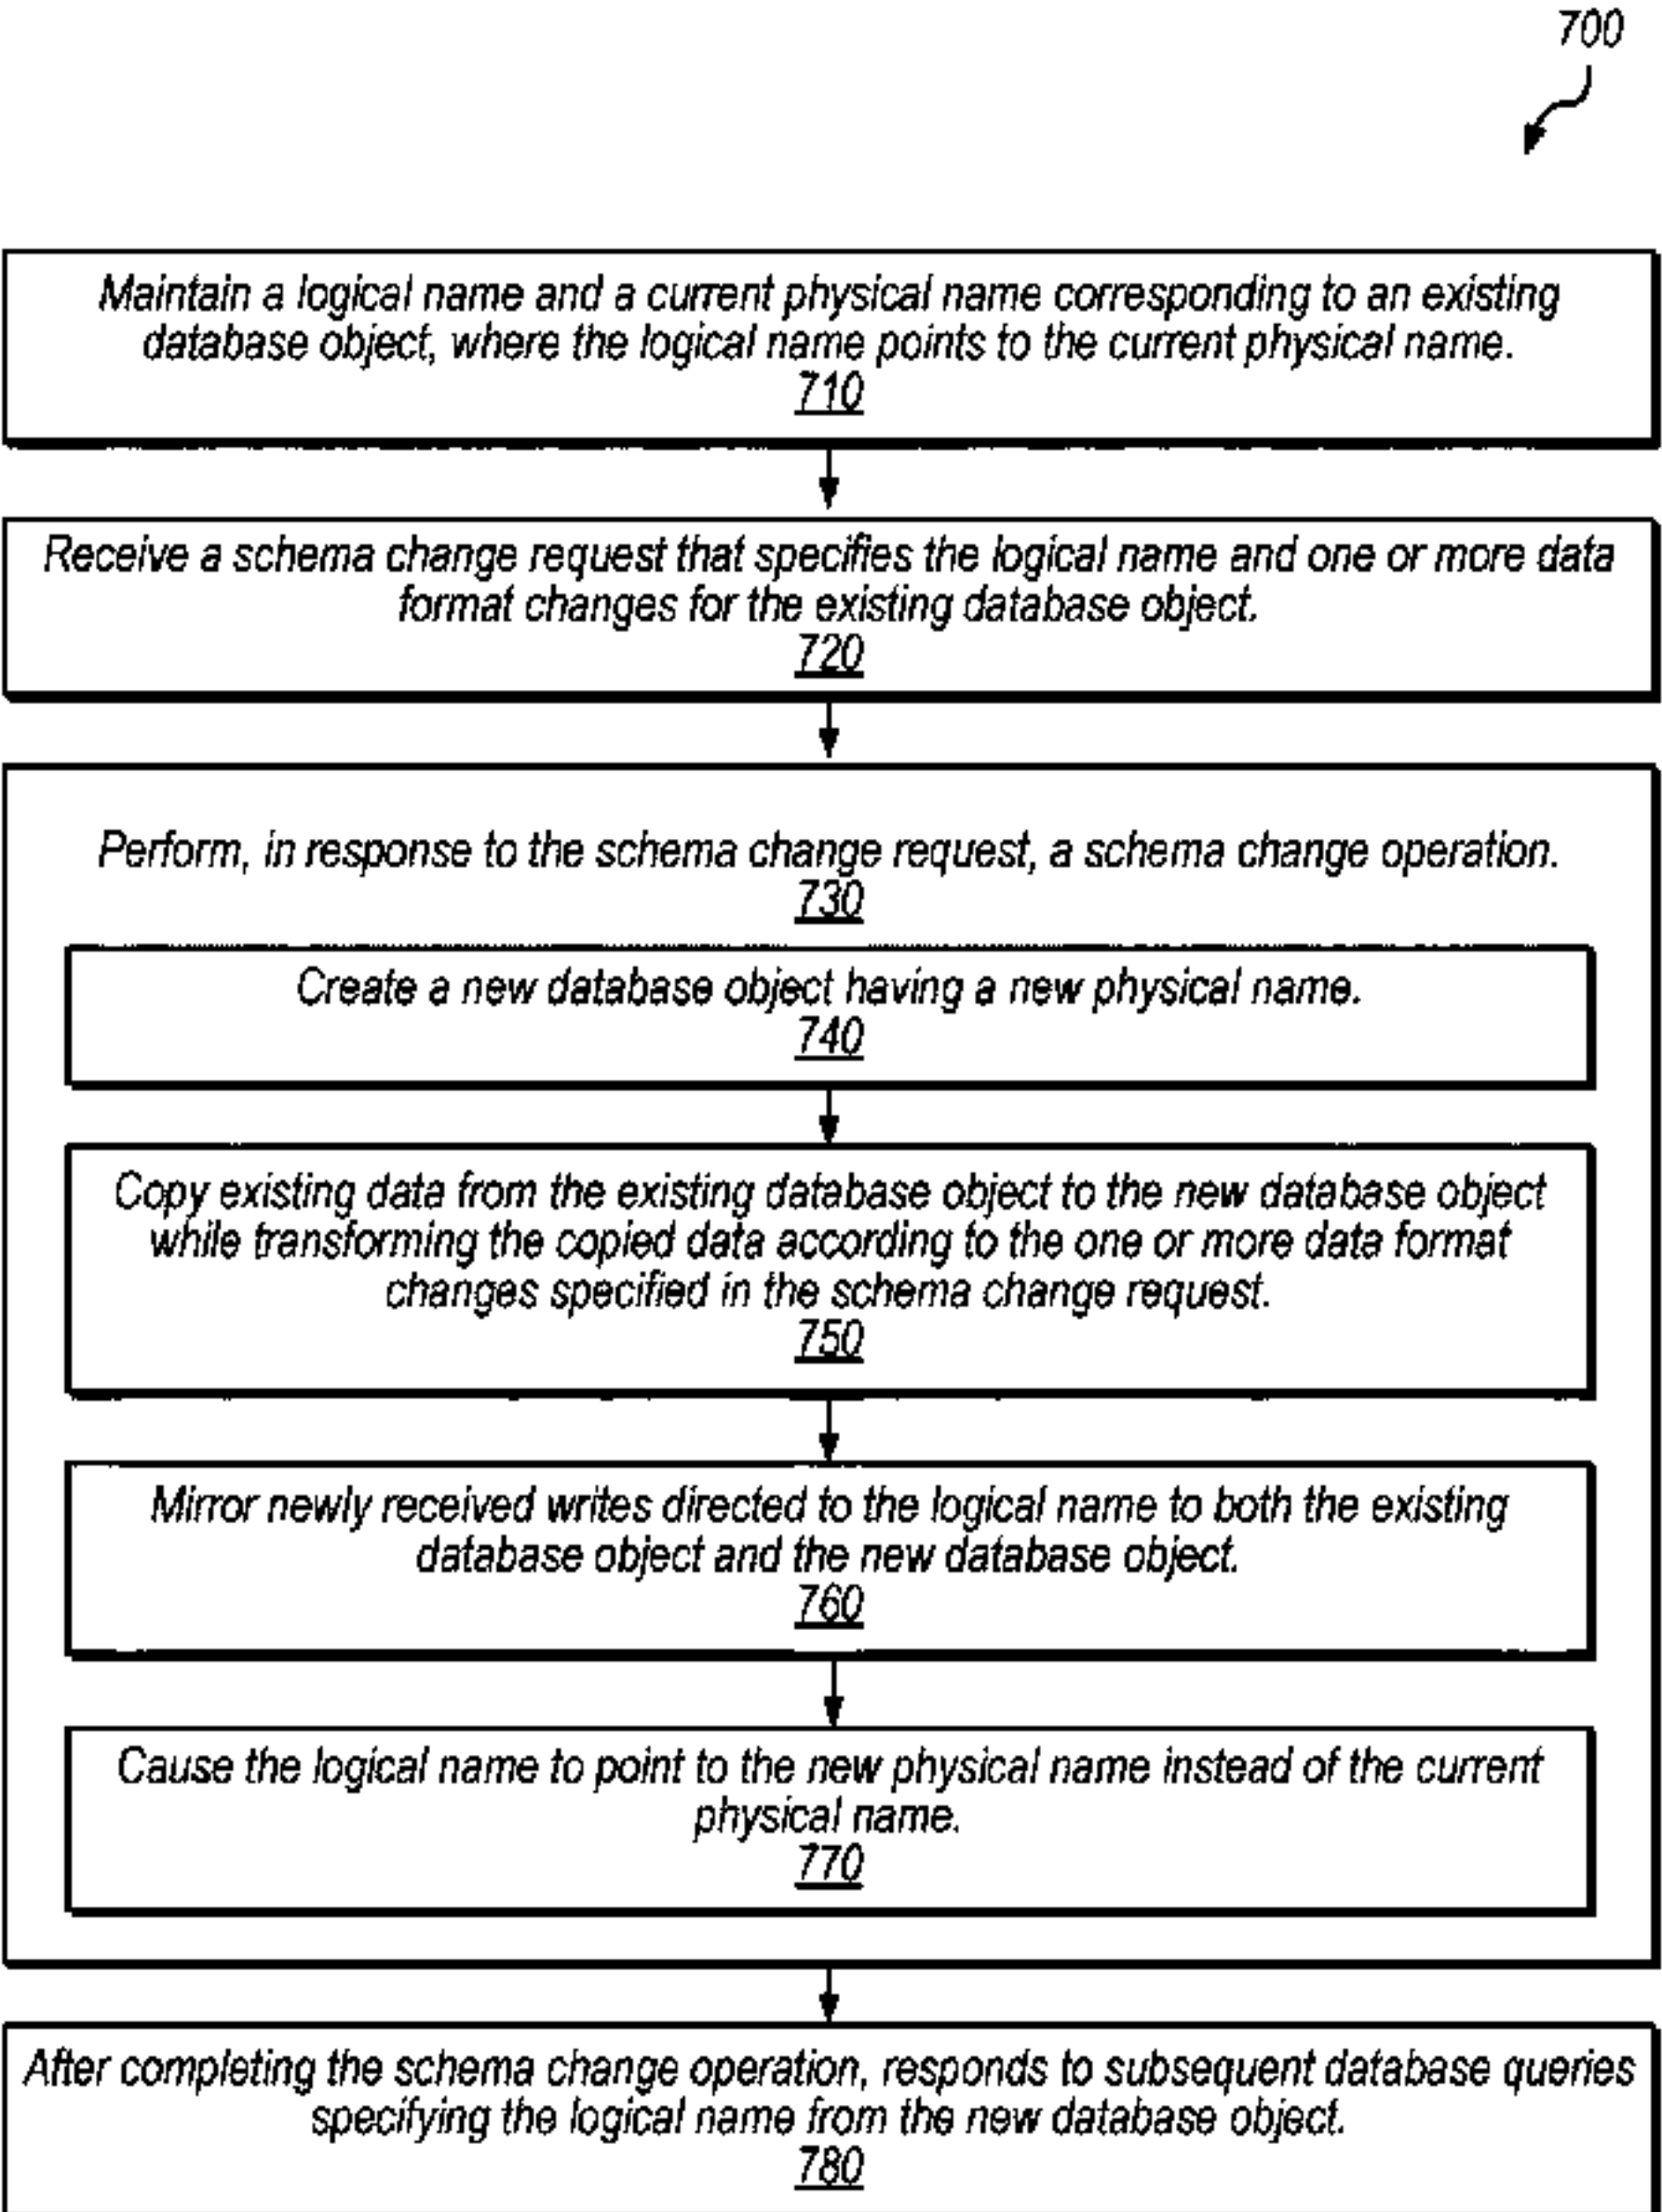 700
Maintain a logical name and a current physical name corresponding to an existing
database object, where the logical name points to the current physical name.
710
Receive a schema change request that specifies the logical name and one or more data
format changes for the existing database object.
720
Perform, in response to the schema change request, a schema change operation.
730
Create a new database object having a new physical name.
740
Copy existing data from the existing database object to the new database object
while transforming the copied data according to the one or more data format
changes specified in the schema change request.
750
Mirror newly received writes directed to the logical name to both the existing
database object and the new database object.
760
Cause the logical name to point to the new physical name instead of the current
physical name.
770
After completing the schema change operation, responds to subsequent database queries
specifying the logical name from the new database object.
780